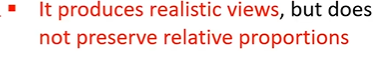 ▪ It produces realistic views, but does
not preserve relative proportions